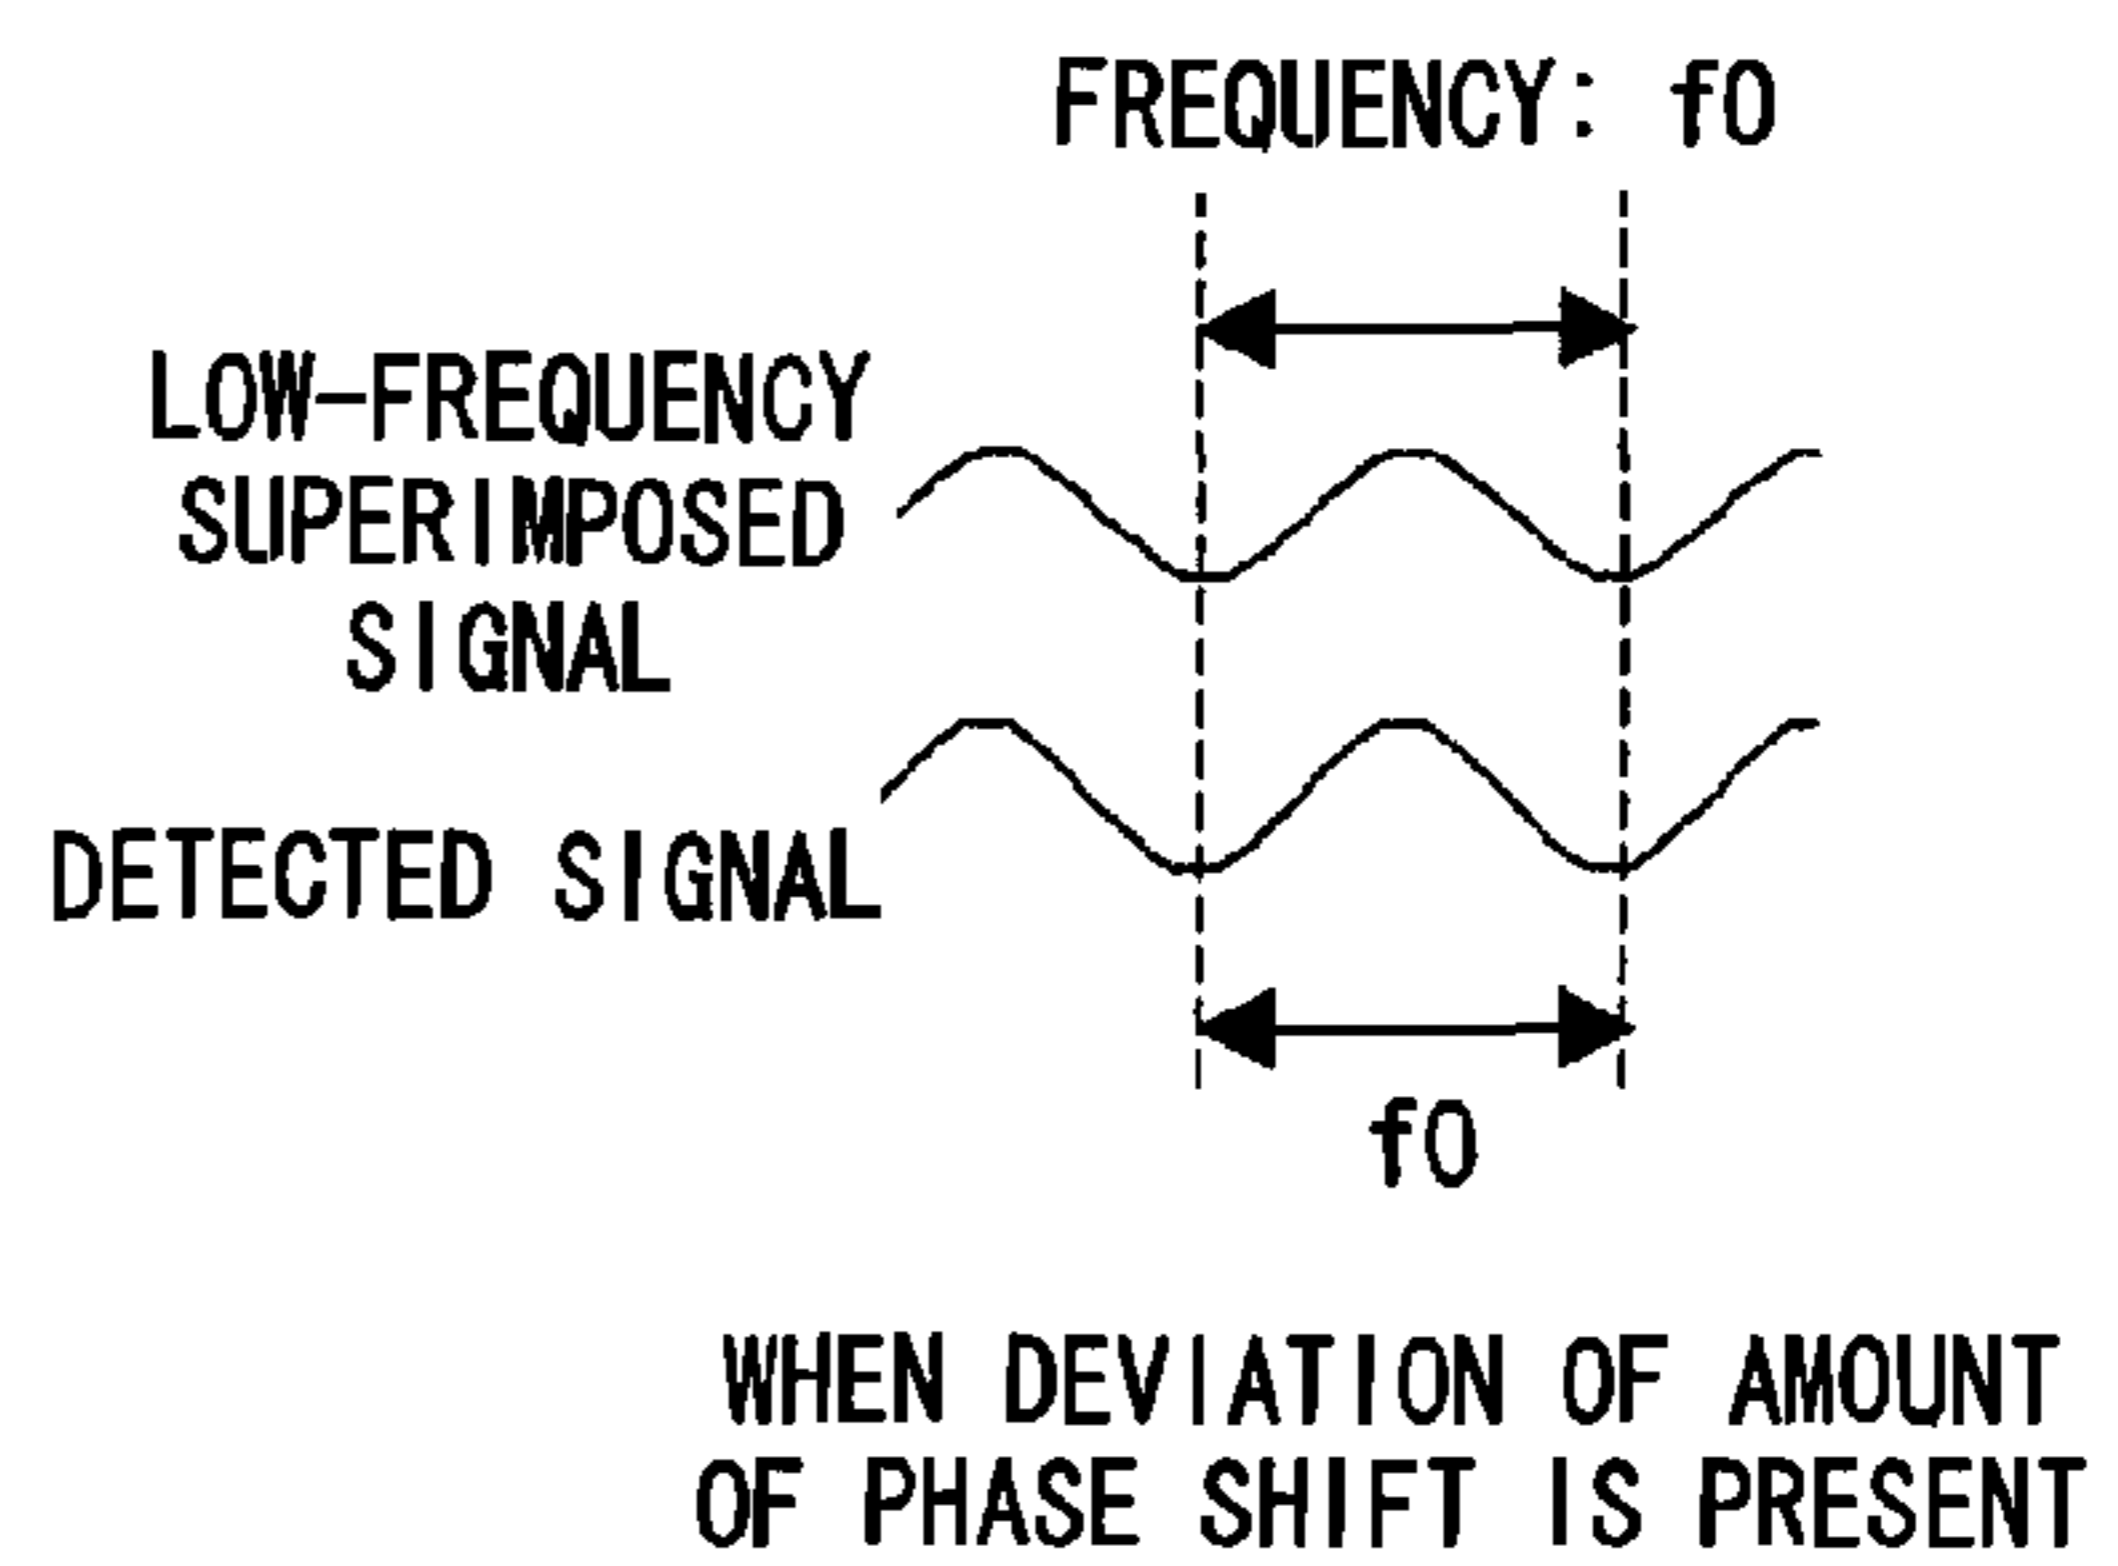 FREQUENCY: f0
LOW-FREQUENCY
SUPERIMPOSED
SIGNAL
DETECTED SIGNAL
f0
WHEN DEVIATION OF AMOUNT
OF PHASE SHIFT IS PRESENT